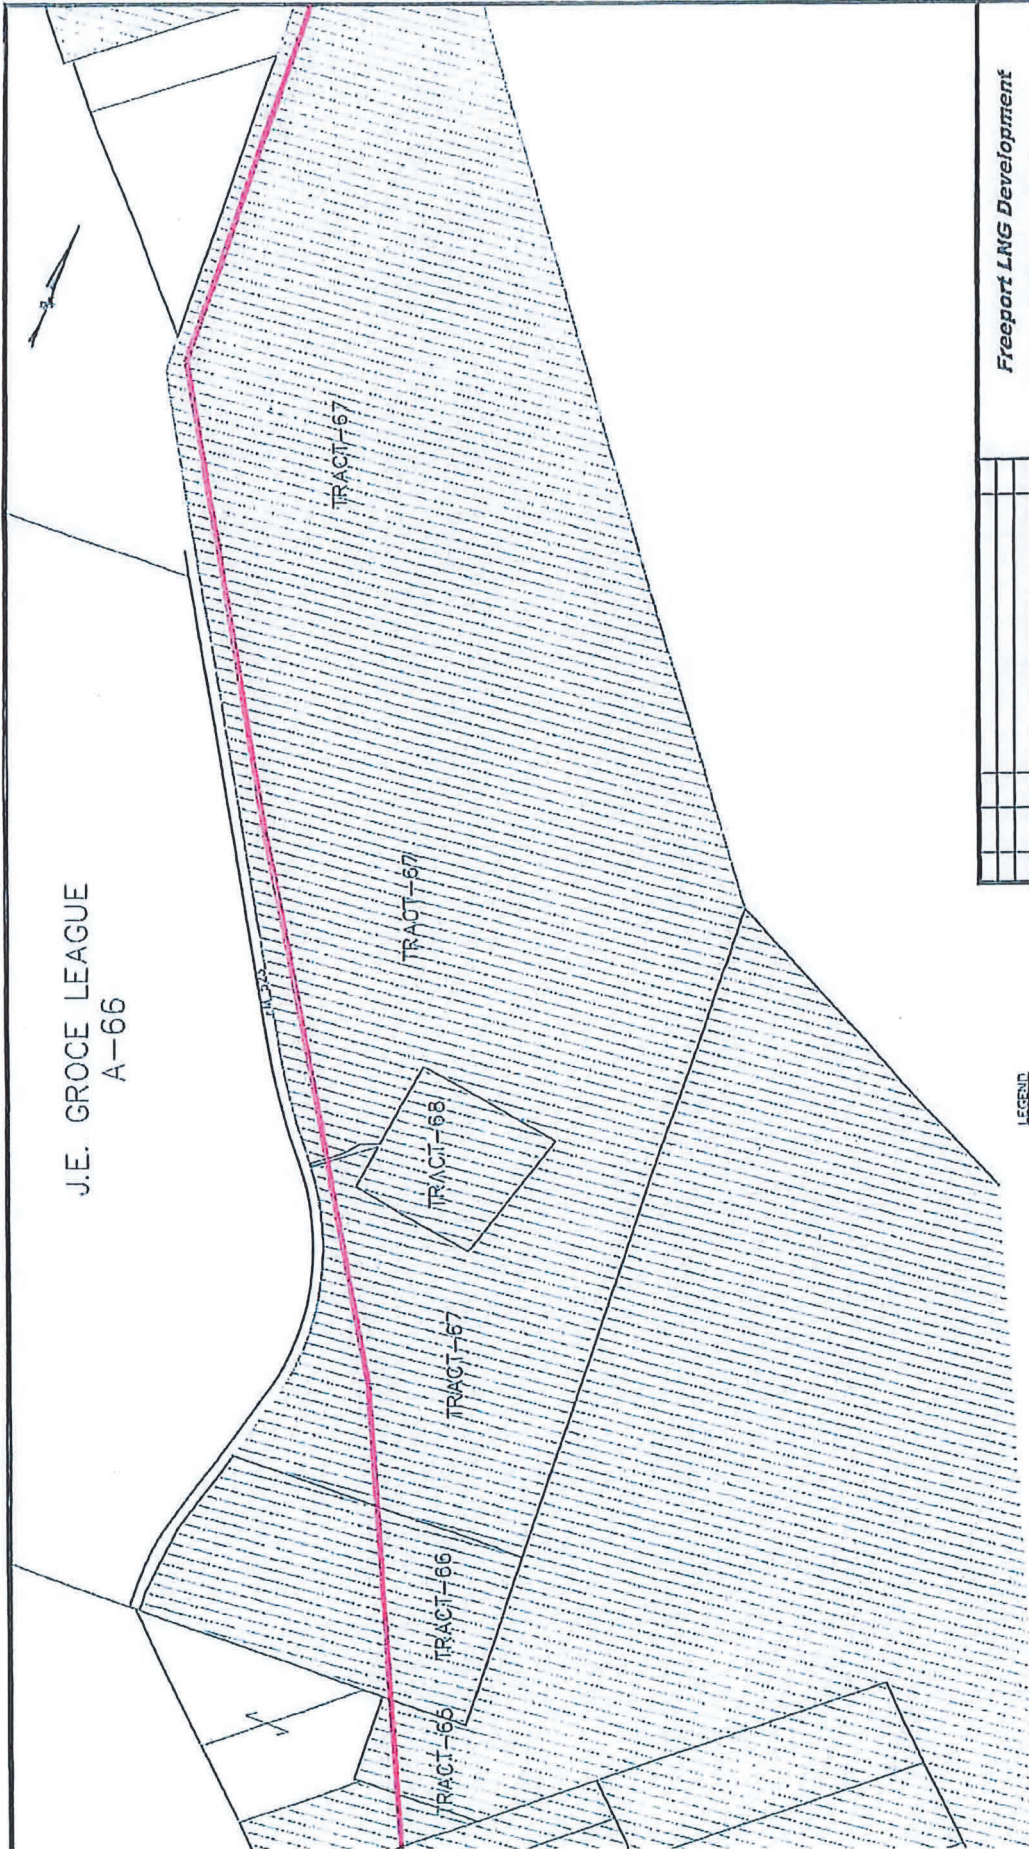 J.E. GROCE LEAGUE
A-66
TRACT-65
TRACT-66
TRACT-67
TRACT-68
TRACT-67
TRACT-67
LEGEND
Freeport LNG Development